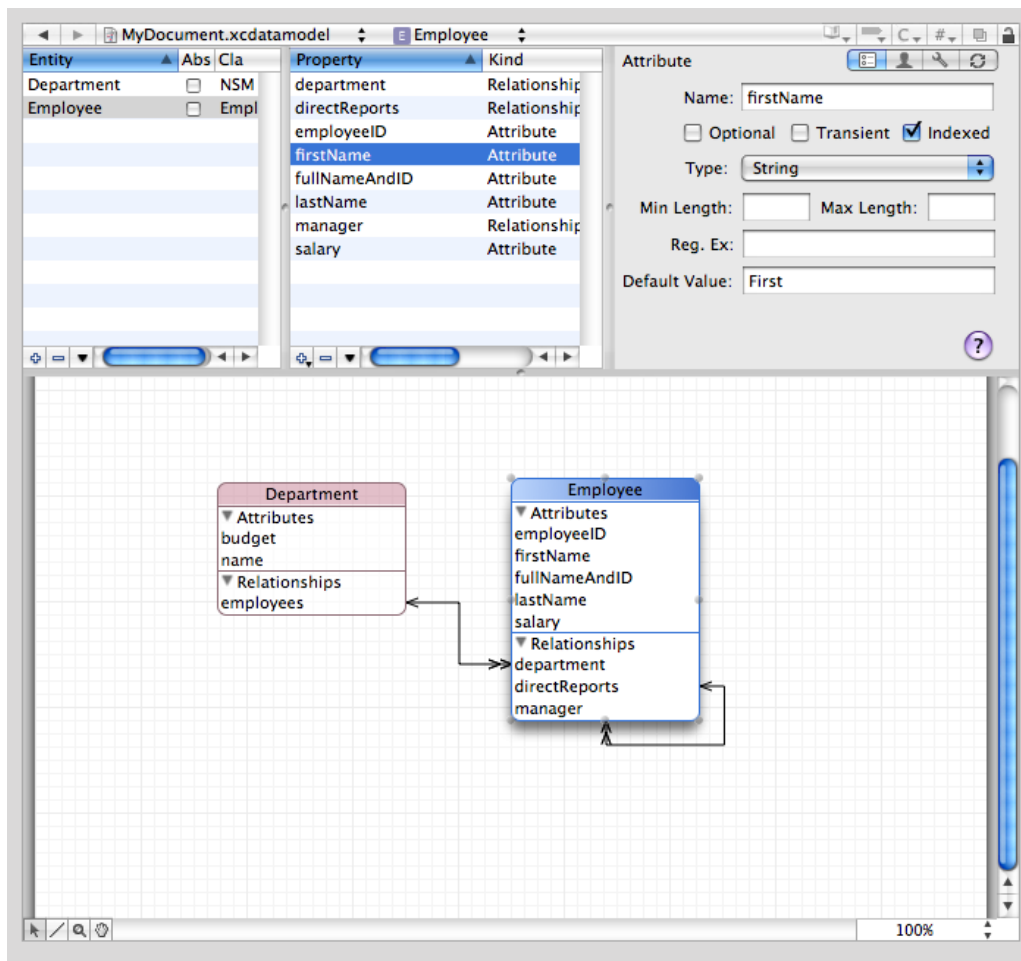 MyDocument.xcdatamodel Employee C #
Entity Abs Cla
Department NSM
Employee Empl
Property Kind
department Relationship
directReports Relationship
employeeID Attribute
firstName Attribute
fullNameAndID Attribute
lastName Attribute
manager Relationship
salary Attribute
Attribute
Name: firstName
Optional Transient Indexed
Type: String
Min Length: Max Length:
Reg. Ex:
Default Value: First
?
Department
Attributes
budget
name
Relationships
employees
Employee
Attributes
employeeID
firstName
fullNameAndID
lastName
salary
Relationships
department
directReports
manager
100%